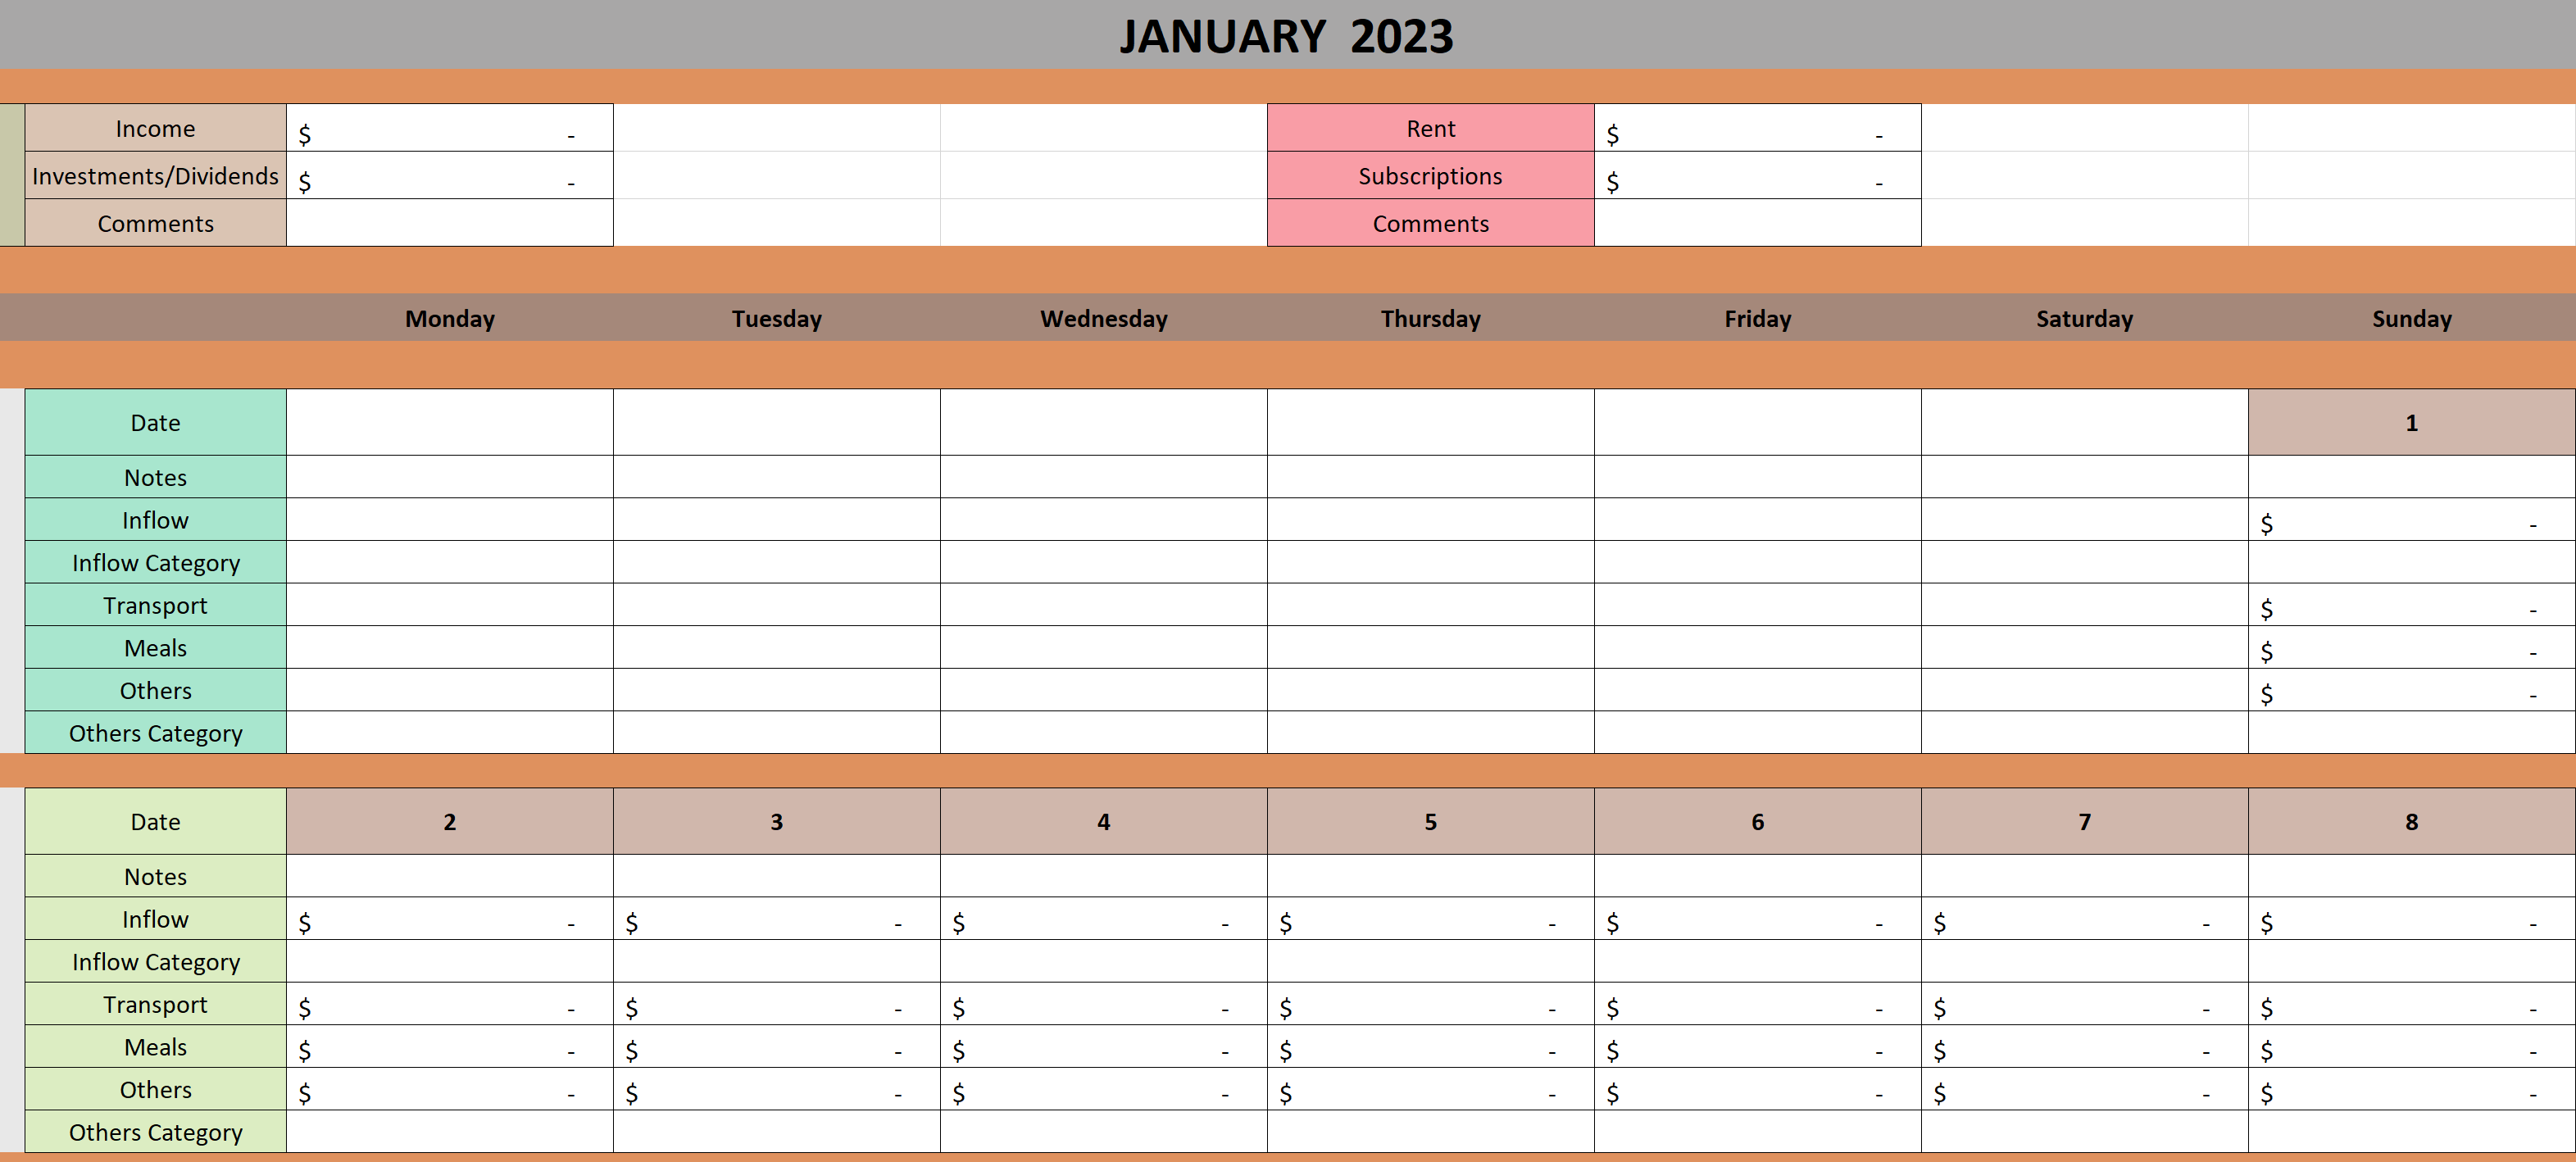 JANUARY 2023
Income $ - Rent $ -
Investments/Dividends $ - Subscriptions $ -
Comments Comments
Monday Tuesday Wednesday Thursday Friday Saturday Sunday
Date 1
Notes
Inflow $ -
Inflow Category
Transport $ -
Meals $ -
Others $ -
Others Category
Date 2 3 4 5 6 7 8
Notes
Inflow $ - $ - $ - $ - $ - $ - $ -
Inflow Category
Transport $ - $ - $ - $ - $ - $ - $ -
Meals $ - $ - $ - $ - $ - $ - $ -
Others $ - $ - $ - $ - $ - $ - $ -
Others Category